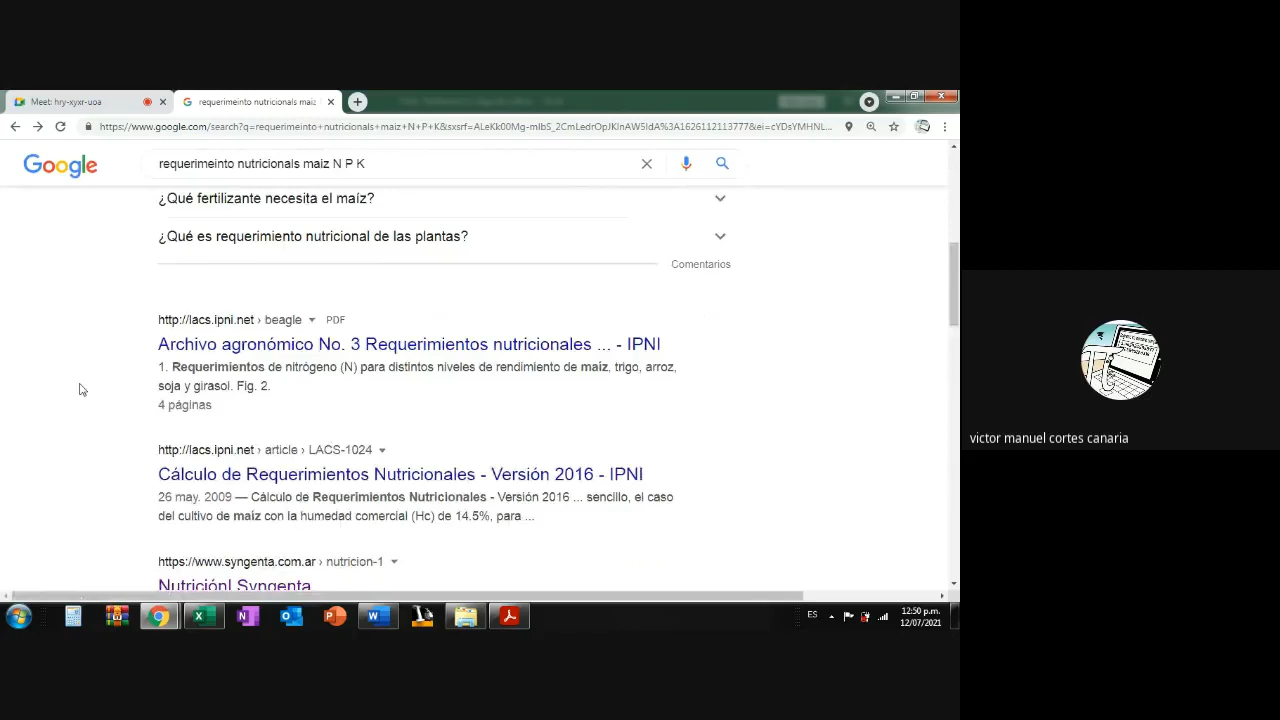 Meet: hry-xyxr-uoa
requerimeinto nutricionals maiz
https://www.google.com/search?q=requerimeinto+nutricionals+maiz+N+P+K&sxsrf=ALeKk00Mg-mIbS_2CmLedrOpJKlnAW5ldA%3A1626112113777&ei=cYDsYMHNL...
Google
requerimeinto nutricionals maiz N P K
¿Qué fertilizante necesita el maíz?
¿Qué es requerimiento nutricional de las plantas?
Comentarios
http://lacs.ipni.net › beagle PDF
Archivo agronómico No. 3 Requerimientos nutricionales ... - IPNI
1. Requerimientos de nitrógeno (N) para distintos niveles de rendimiento de maíz, trigo, arroz,
soja y girasol. Fig. 2.
4 páginas
http://lacs.ipni.net › article › LACS-1024
Cálculo de Requerimientos Nutricionales - Versión 2016 - IPNI
26 may. 2009 — Cálculo de Requerimientos Nutricionales - Versión 2016 ... sencillo, el caso
del cultivo de maíz con la humedad comercial (Hc) de 14.5%, para ...
https://www.syngenta.com.ar › nutricion-1
Nutrición| Syngenta
victor manuel cortes canaria
ES
12:50 p.m.
12/07/2021